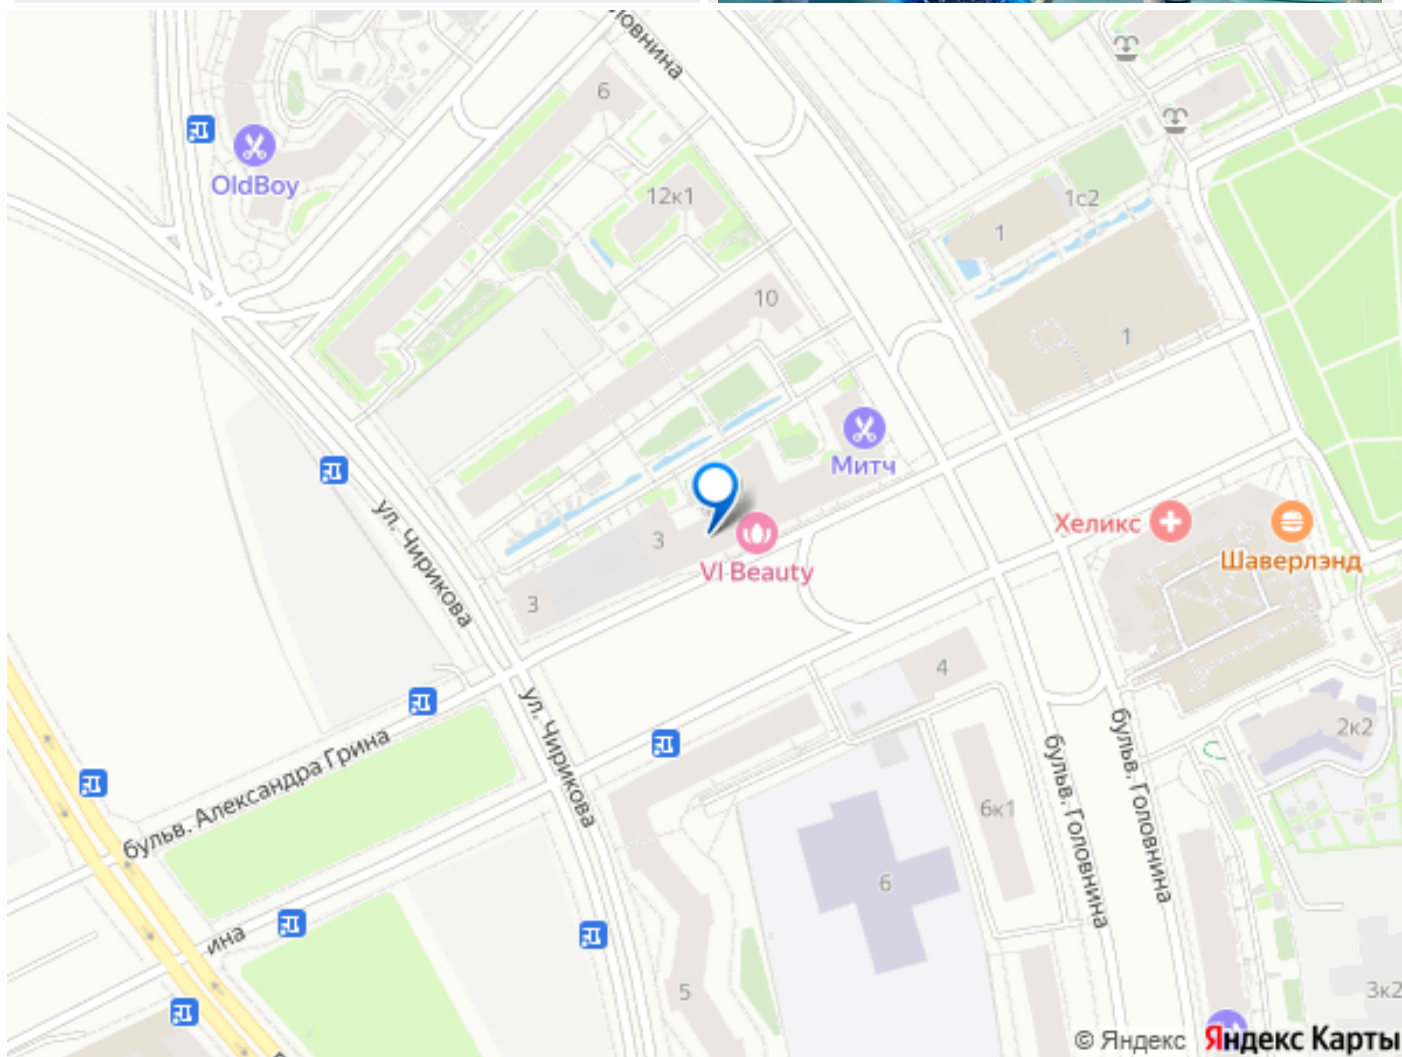 6
OldBoy
12к1
1с2
1
10
1
Митч
ул. Чирикова
Хеликс
Шаверлэнд
3
VI Beauty
3
4
ул. Чирикова
бульв. Александра Грина
бульв. Головнина
бульв. Головнина
2к2
6к1
6
ина
5
3к2
© Яндекс Яндекс Карты